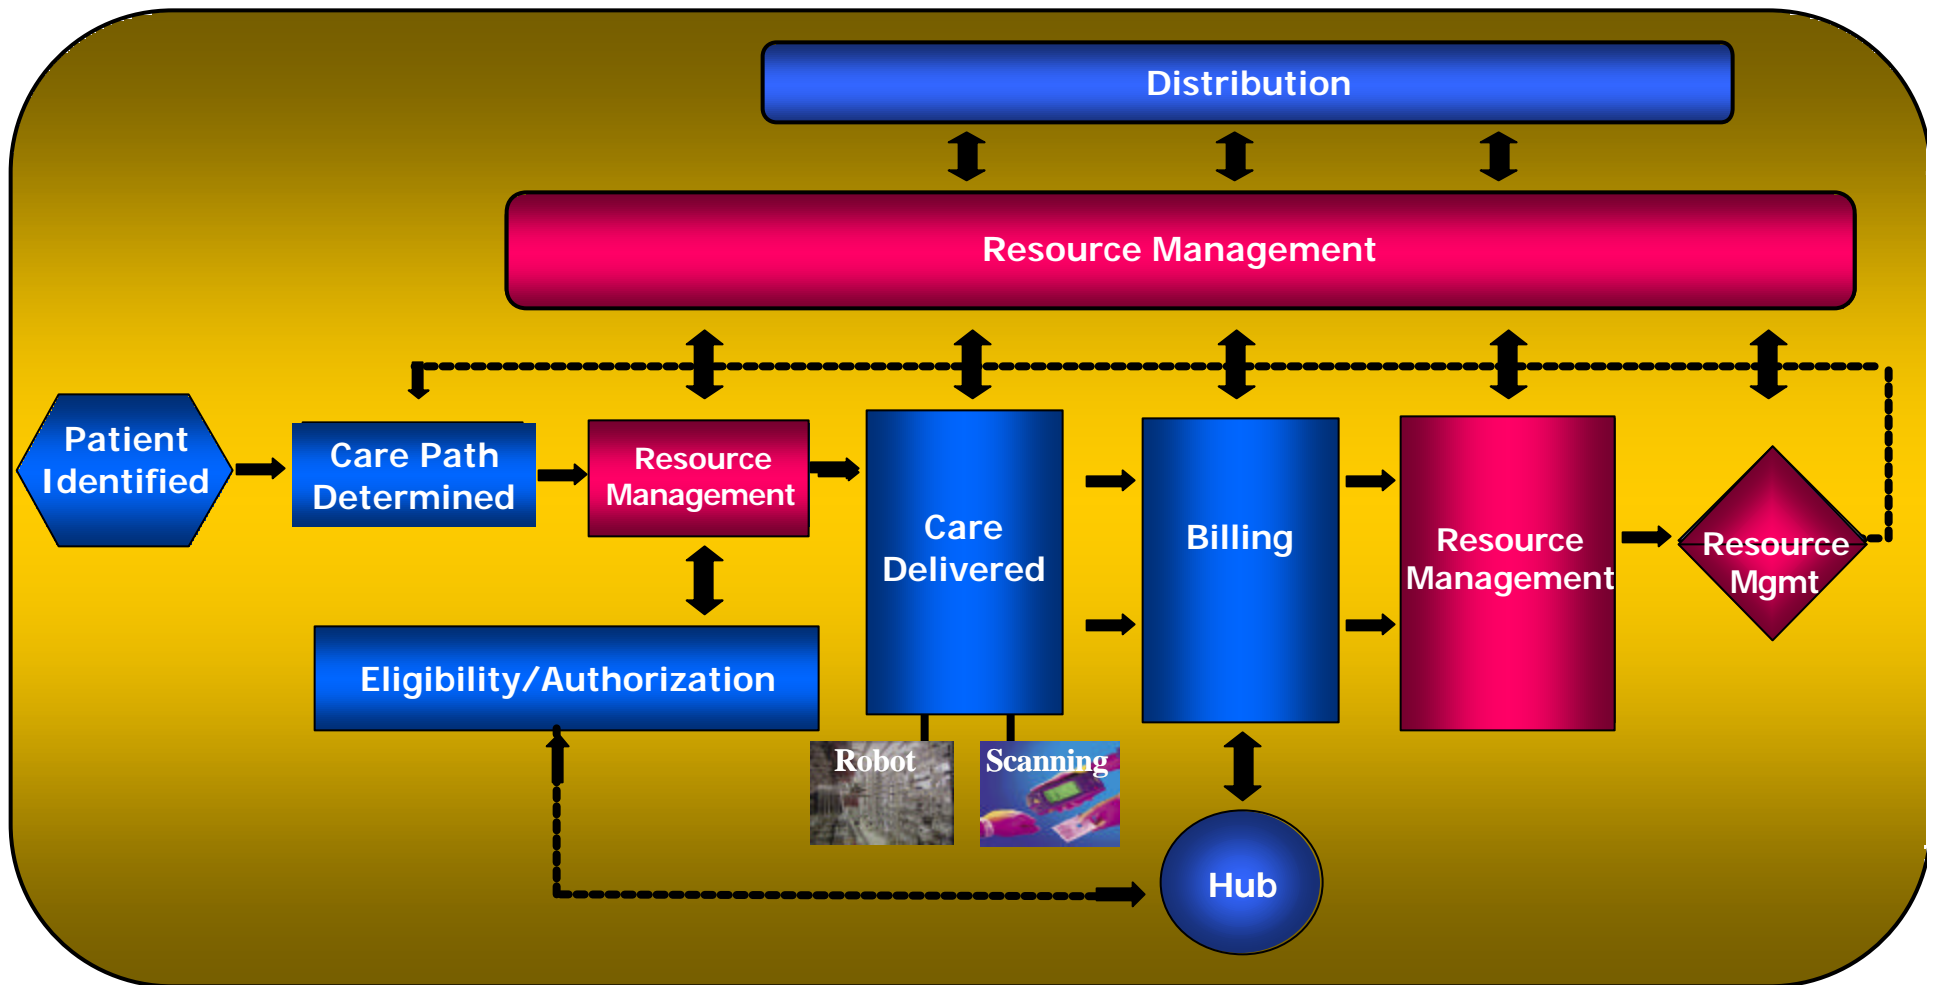 Distribution
Resource Management
Patient
Identified
Care Path
Determined
Resource
Management
Care
Delivered
Billing
Resource
Management
Resource
Mgmt
Eligibility/Authorization
Robot
Scanning
Hub